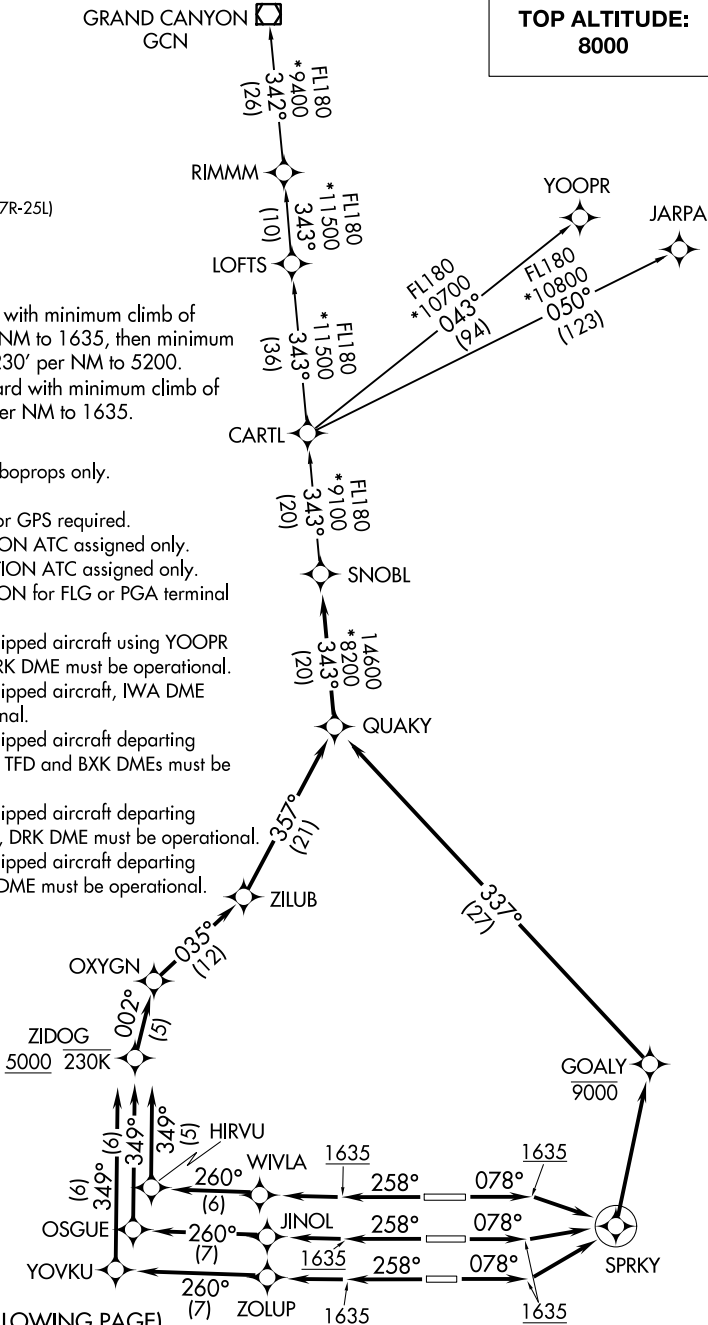 GRAND CANYON
GCN
TOP ALTITUDE:
8000
FL180
*9400
342°
(26)
RIMMM
7R-25L)
FL180
*11500
343°
(10)
LOFTS
YOOPR
JARPA
FL180
*10700
043°
(94)
FL180
*10800
050°
(123)
with minimum climb of
NM to 1635, then minimum
230' per NM to 5200.
ard with minimum climb of
er NM to 1635.
FL180
*11500
343°
(36)
CARTL
boprops only.
or GPS required.
ON ATC assigned only.
TION ATC assigned only.
ON for FLG or PGA terminal
FL180
*9100
343°
(20)
SNOBL
ipped aircraft using YOOPR
RK DME must be operational.
ipped aircraft, IWA DME
nal.
ipped aircraft departing
TFD and BXK DMEs must be
ipped aircraft departing
, DRK DME must be operational.
ipped aircraft departing
DME must be operational.
14600
*8200
343°
(20)
QUAKY
357°
(21)
337°
(27)
ZILUB
035°
(12)
OXYGN
002°
(5)
ZIDOG
5000 230K
GOALY
9000
349°
(6)
349°
(6)
349°
(5)
HIRVU
WIVLA
260°
(6)
1635
258°
078°
1635
OSGUE
260°
(7)
JINOL
1635
258°
078°
SPRKY
YOVKU
260°
(7)
ZOLUP
1635
258°
078°
1635
LOWING PAGE)